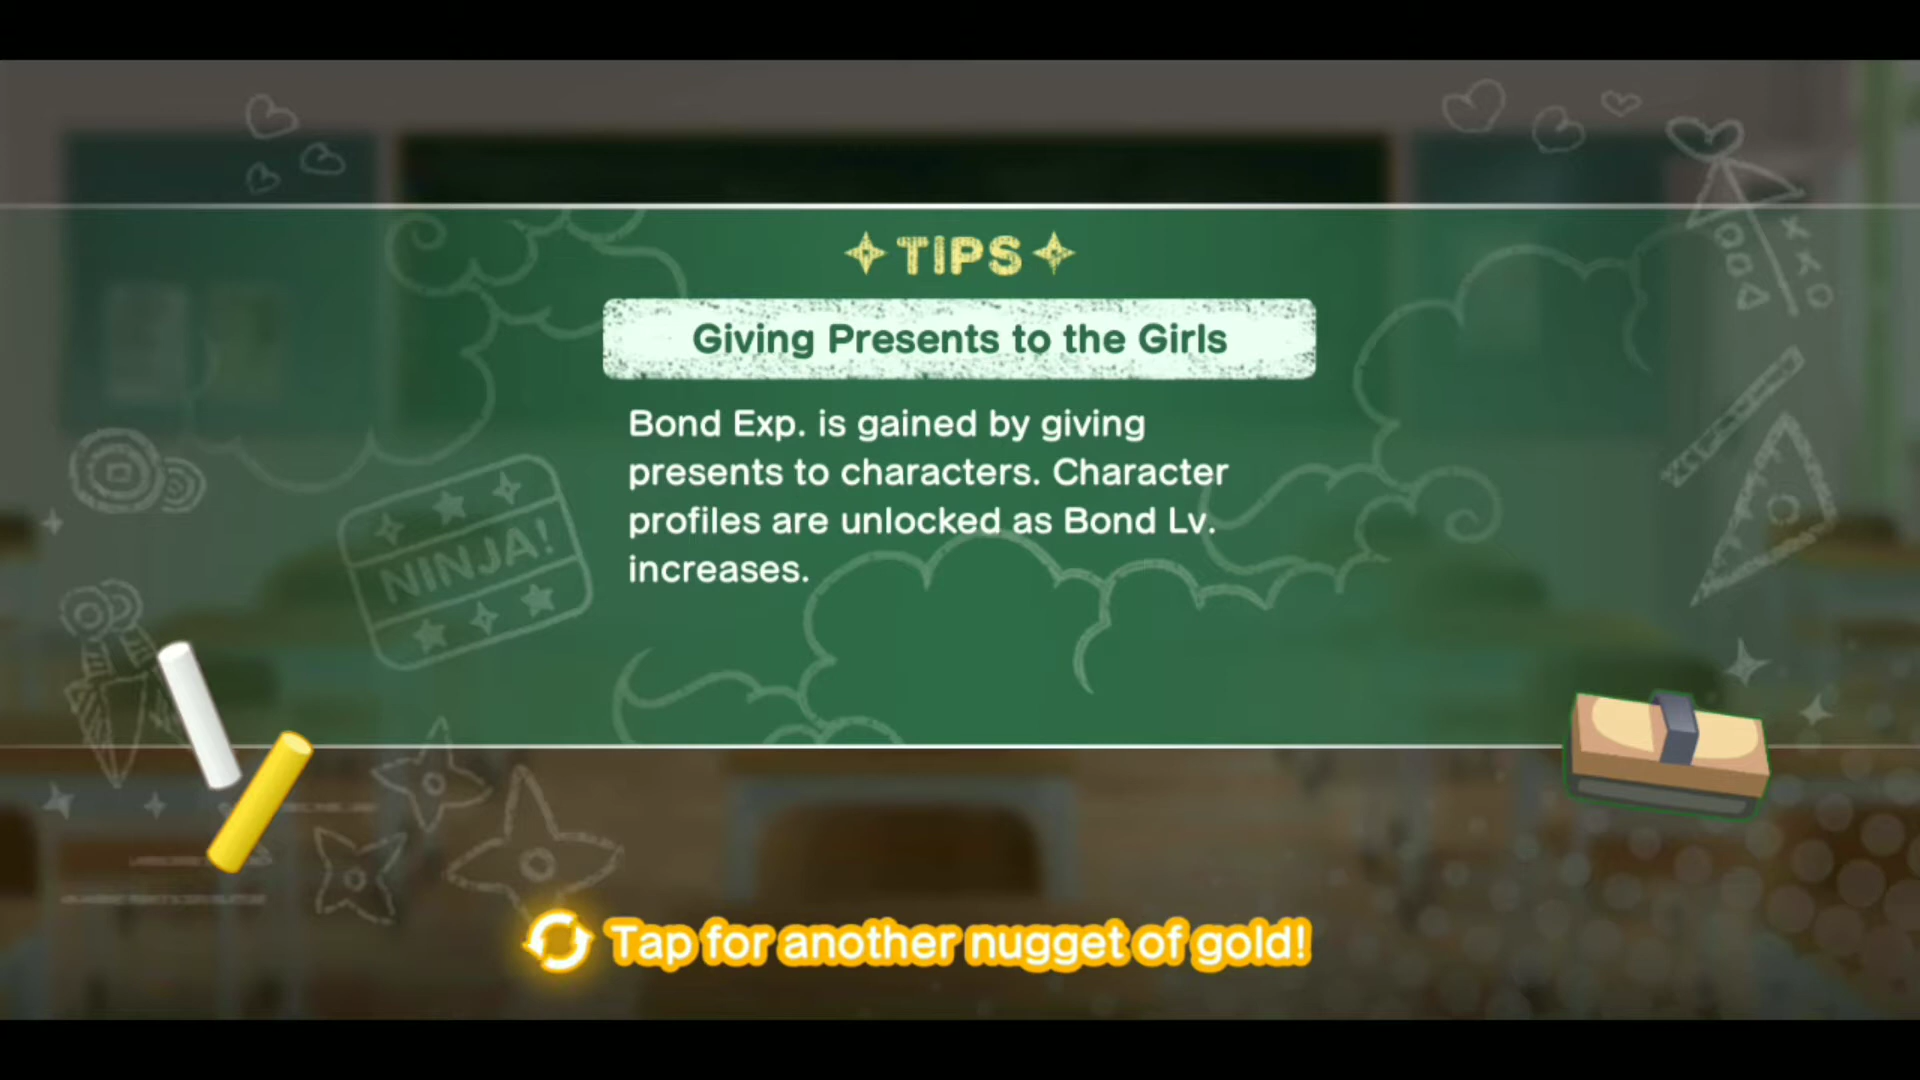 TIPS
Giving Presents to the Girls
Bond Exp. is gained by giving
presents to characters. Character
profiles are unlocked as Bond Lv.
increases.
NINJA!
Tap for another nugget of gold!